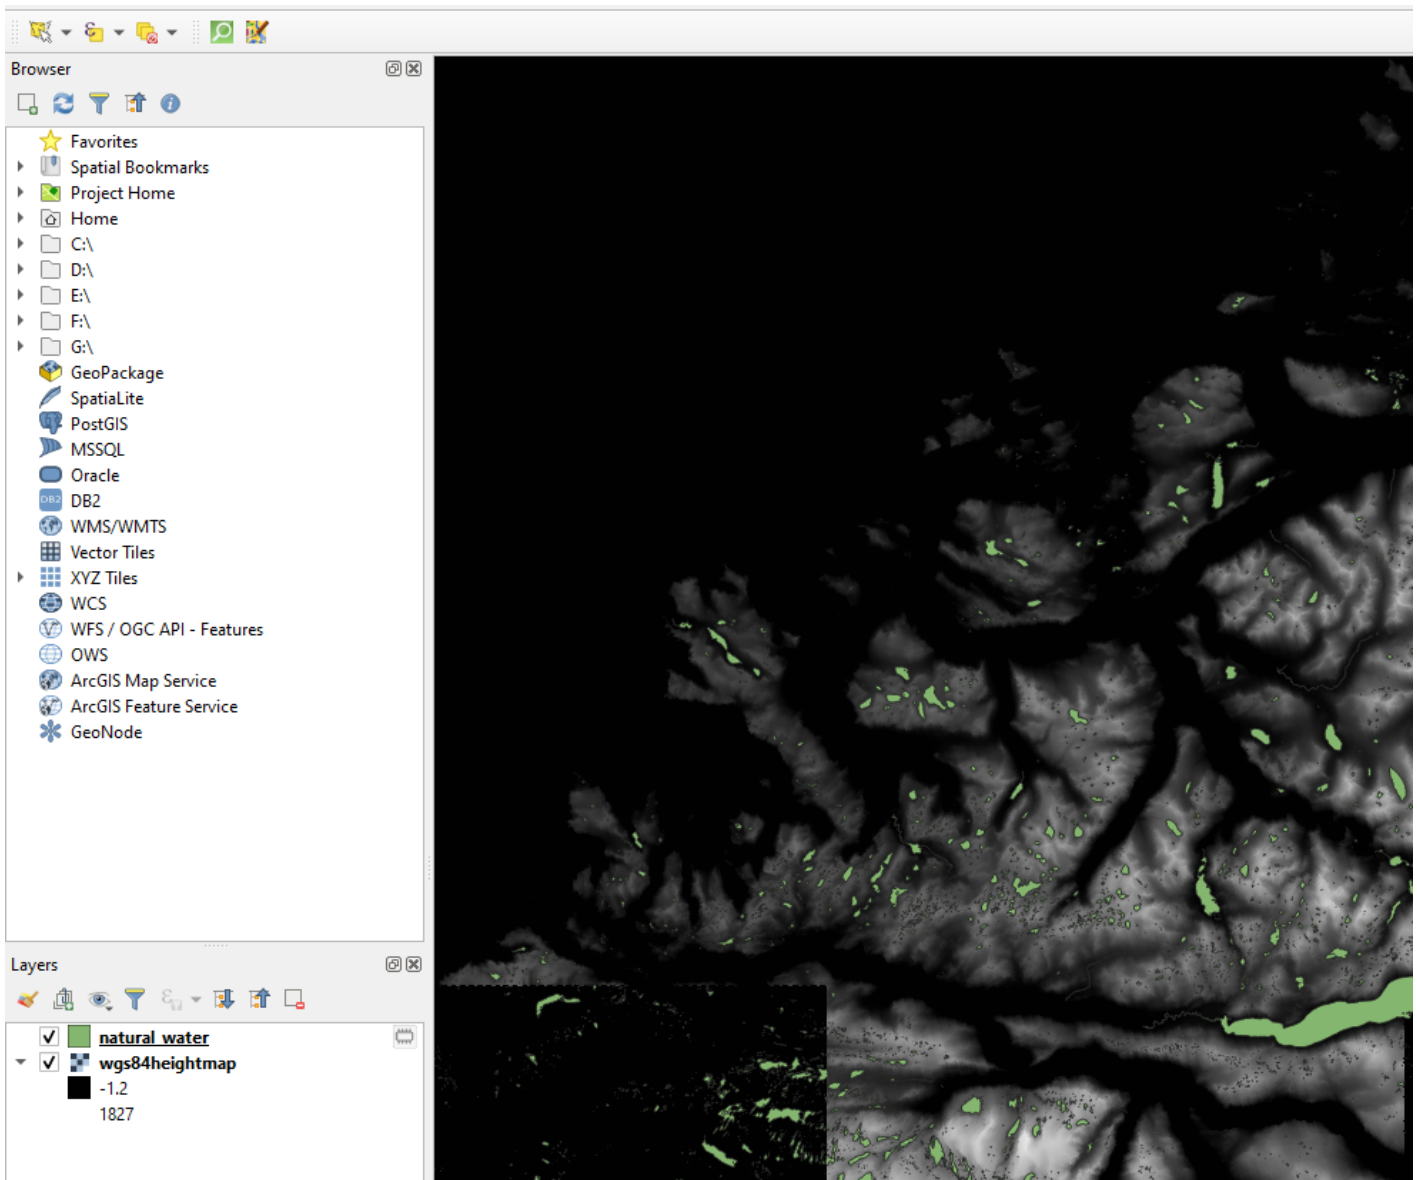 Browser
Favorites
Spatial Bookmarks
Project Home
Home
C:\
D:\
E:\
F:\
G:\
GeoPackage
SpatiaLite
PostGIS
MSSQL
Oracle
DB2
DB2
WMS/WMTS
Vector Tiles
XYZ Tiles
WCS
WFS / OGC API - Features
OWS
ArcGIS Map Service
ArcGIS Feature Service
GeoNode
Layers
natural_water
wgs84heightmap
-1.2
1827